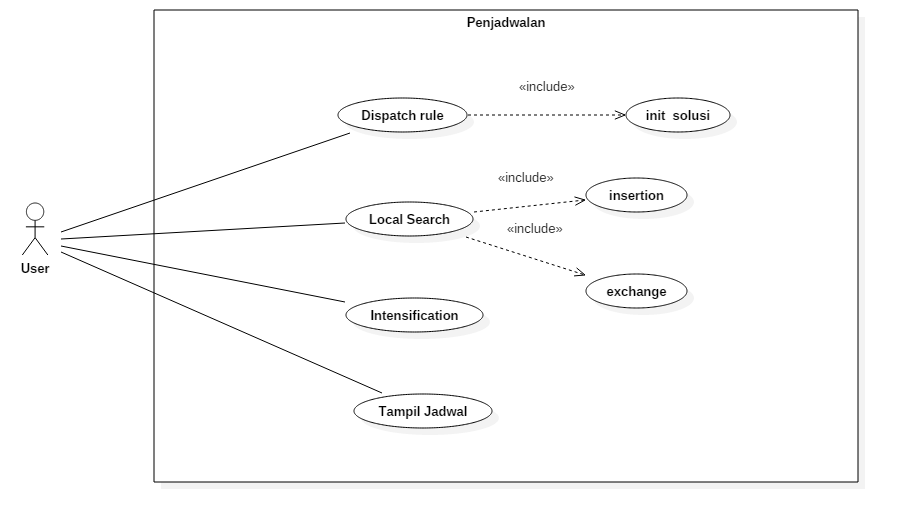 Penjadwalan
«include»
Dispatch rule
init  solusi
«include»
insertion
Local Search
«include»
User
exchange
Intensification
Tampil Jadwal